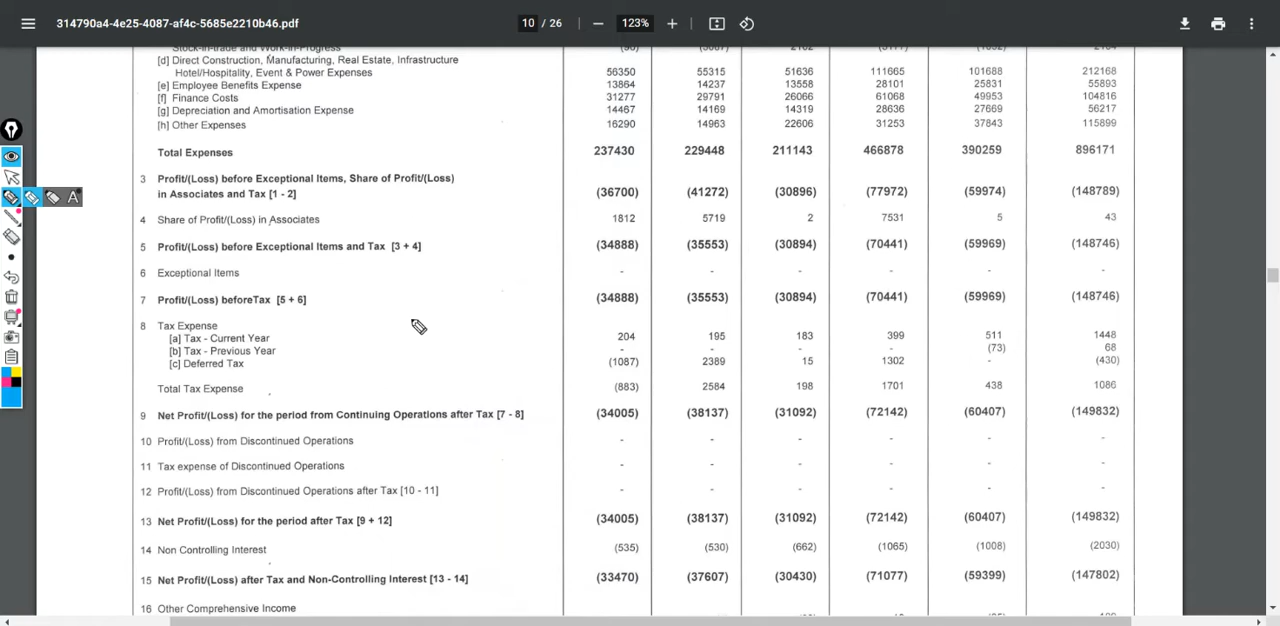 314790a4-4e25-4087-af4c-5685e2210b46.pdf 10 / 26 123%
Stock-in-trade and Work-in-Progress
[d] Direct Construction, Manufacturing, Real Estate, Infrastructure
Hotel/Hospitality, Event & Power Expenses 56350 55315 51636 111665 101688 212168
[e] Employee Benefits Expense 13864 14237 13558 28101 25831 55893
[f] Finance Costs 31277 29791 26066 61068 49953 104816
[g] Depreciation and Amortisation Expense 14467 14169 14319 28636 27669 56217
[h] Other Expenses 16290 14963 22606 31253 37843 115899
Total Expenses 237430 229448 211143 466878 390259 896171
3 Profit/(Loss) before Exceptional Items, Share of Profit/(Loss)
in Associates and Tax [1 - 2] (36700) (41272) (30896) (77972) (59974) (148789)
4 Share of Profit/(Loss) in Associates 1812 5719 2 7531 5 43
5 Profit/(Loss) before Exceptional Items and Tax [3 + 4] (34888) (35553) (30894) (70441) (59969) (148746)
6 Exceptional Items - - - - - -
7 Profit/(Loss) beforeTax [5 + 6] (34888) (35553) (30894) (70441) (59969) (148746)
8 Tax Expense
[a] Tax - Current Year 204 195 183 399 511 1448
[b] Tax - Previous Year - - - - (73) 68
[c] Deferred Tax (1087) 2389 15 1302 - (430)
Total Tax Expense (883) 2584 198 1701 438 1086
9 Net Profit/(Loss) for the period from Continuing Operations after Tax [7 - 8] (34005) (38137) (31092) (72142) (60407) (149832)
10 Profit/(Loss) from Discontinued Operations - - - - - -
11 Tax expense of Discontinued Operations - - - - - -
12 Profit/(Loss) from Discontinued Operations after Tax [10 - 11] - - - - - -
13 Net Profit/(Loss) for the period after Tax [9 + 12] (34005) (38137) (31092) (72142) (60407) (149832)
14 Non Controlling Interest (535) (530) (662) (1065) (1008) (2030)
15 Net Profit/(Loss) after Tax and Non-Controlling Interest [13 - 14] (33470) (37607) (30430) (71077) (59399) (147802)
16 Other Comprehensive Income
A